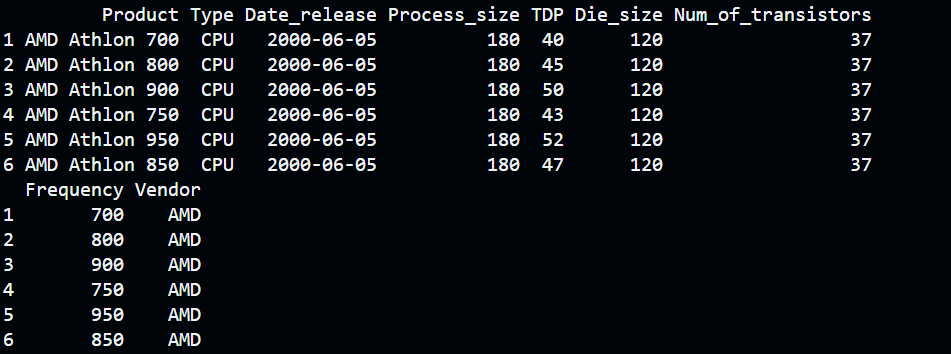 Product Type Date_release Process_size TDP Die_size Num_of_transistors
1 AMD Athlon 700 CPU 2000-06-05 180 40 120 37
2 AMD Athlon 800 CPU 2000-06-05 180 45 120 37
3 AMD Athlon 900 CPU 2000-06-05 180 50 120 37
4 AMD Athlon 750 CPU 2000-06-05 180 43 120 37
5 AMD Athlon 950 CPU 2000-06-05 180 52 120 37
6 AMD Athlon 850 CPU 2000-06-05 180 47 120 37
Frequency Vendor
1 700 AMD
2 800 AMD
3 900 AMD
4 750 AMD
5 950 AMD
6 850 AMD